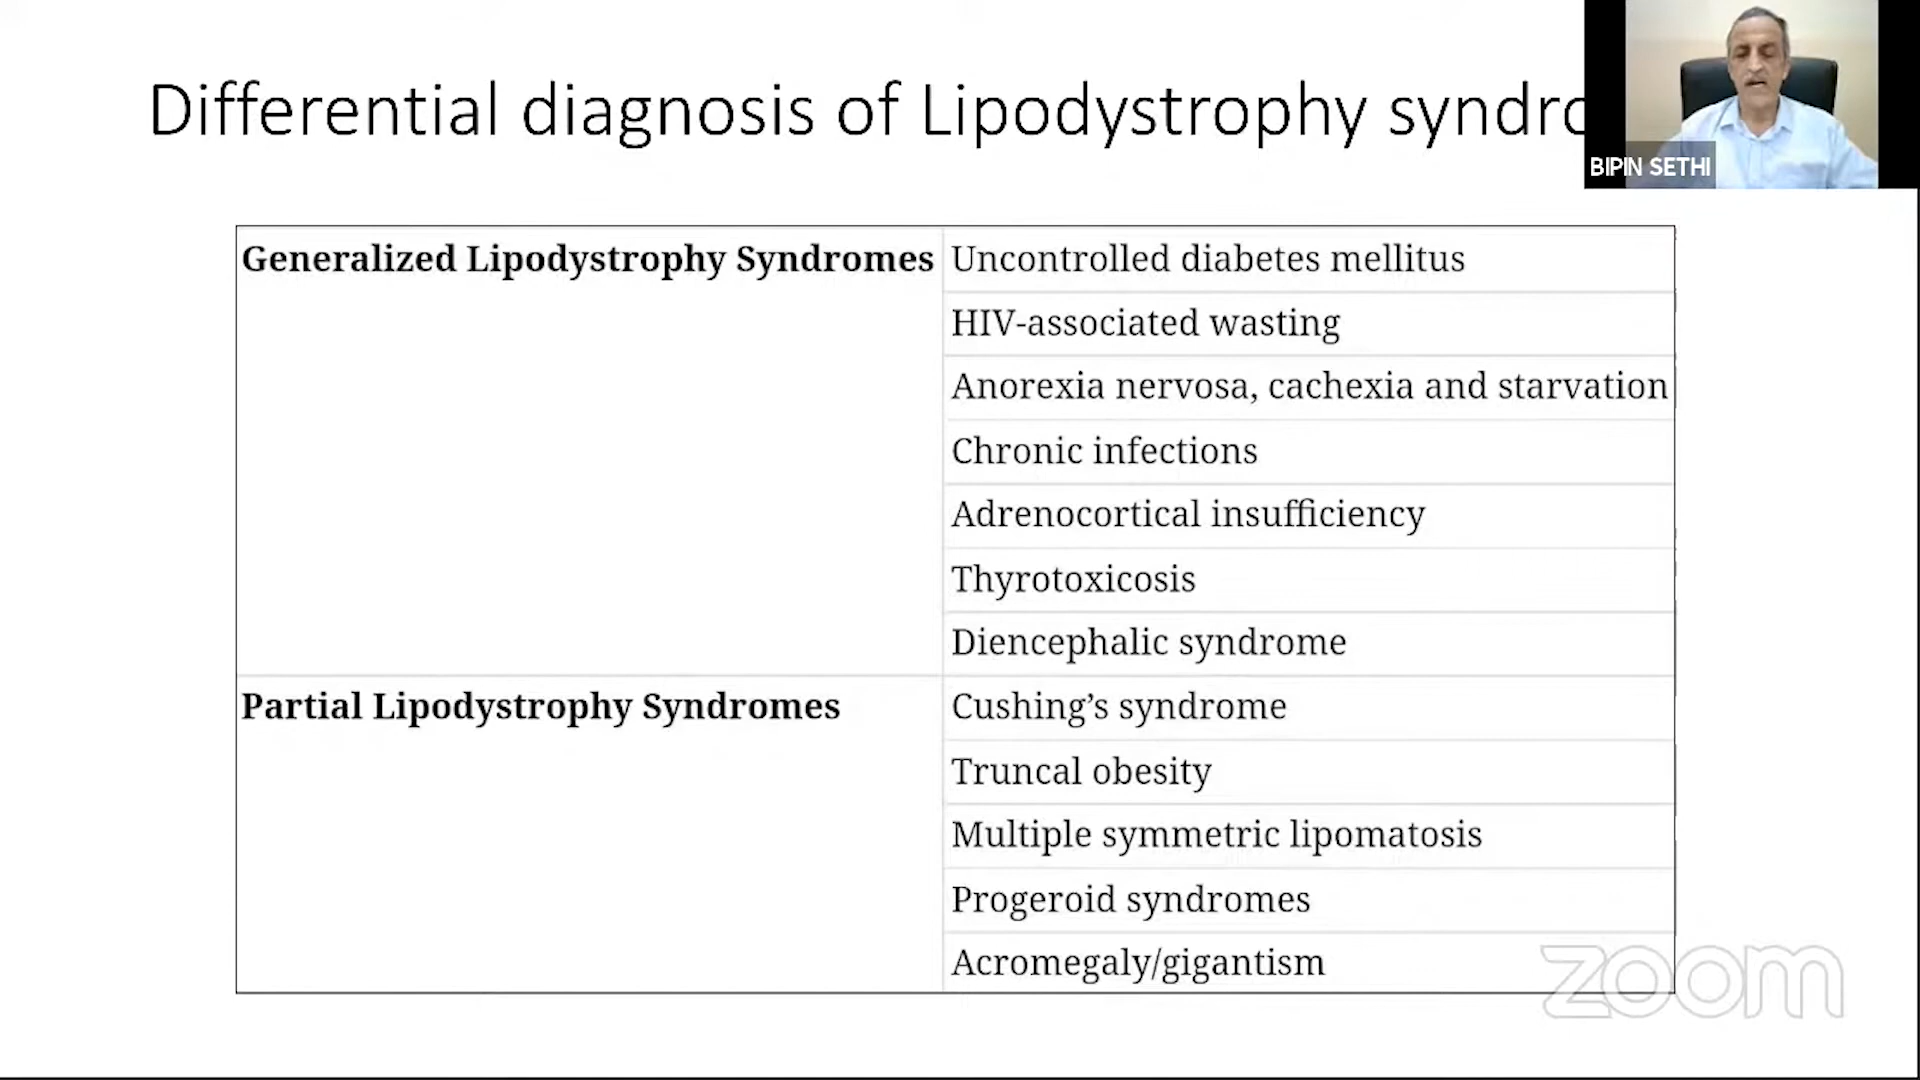 Differential diagnosis of Lipodystrophy syndro
BIPIN SETHI
Generalized Lipodystrophy Syndromes
Uncontrolled diabetes mellitus
HIV-associated wasting
Anorexia nervosa, cachexia and starvation
Chronic infections
Adrenocortical insufficiency
Thyrotoxicosis
Diencephalic syndrome
Partial Lipodystrophy Syndromes
Cushing’s syndrome
Truncal obesity
Multiple symmetric lipomatosis
Progeroid syndromes
Acromegaly/gigantism
zoom